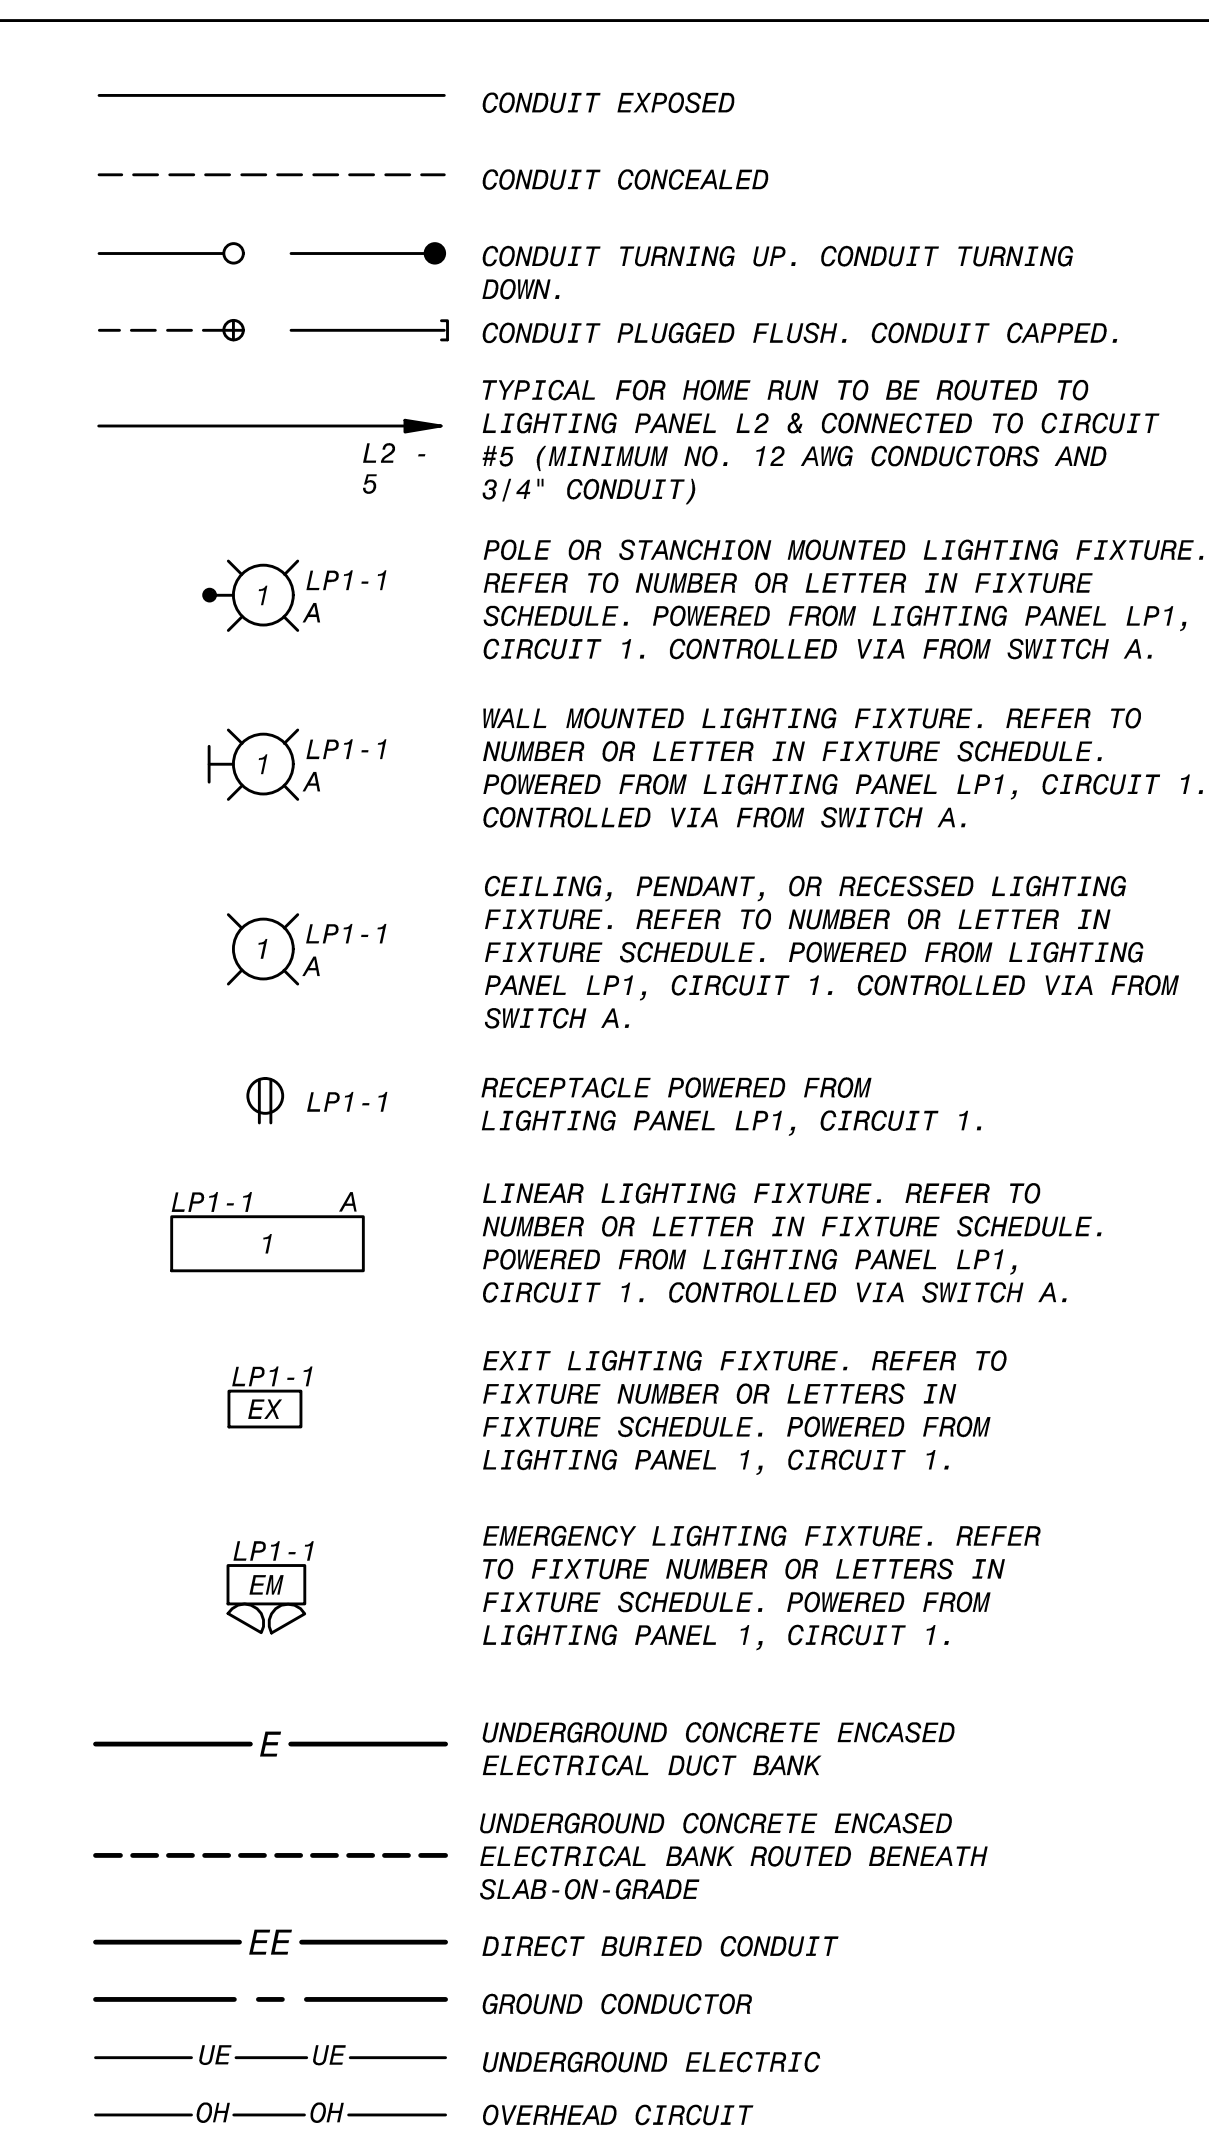 CONDUIT EXPOSED
CONDUIT CONCEALED
CONDUIT TURNING UP. CONDUIT TURNING
DOWN.
CONDUIT PLUGGED FLUSH. CONDUIT CAPPED.
L2 -
5
TYPICAL FOR HOME RUN TO BE ROUTED TO
LIGHTING PANEL L2 & CONNECTED TO CIRCUIT
#5 (MINIMUM NO. 12 AWG CONDUCTORS AND
3/4" CONDUIT)
1 LP1-1
A
POLE OR STANCHION MOUNTED LIGHTING FIXTURE.
REFER TO NUMBER OR LETTER IN FIXTURE
SCHEDULE. POWERED FROM LIGHTING PANEL LP1,
CIRCUIT 1. CONTROLLED VIA FROM SWITCH A.
1 LP1-1
A
WALL MOUNTED LIGHTING FIXTURE. REFER TO
NUMBER OR LETTER IN FIXTURE SCHEDULE.
POWERED FROM LIGHTING PANEL LP1, CIRCUIT 1.
CONTROLLED VIA FROM SWITCH A.
1 LP1-1
A
CEILING, PENDANT, OR RECESSED LIGHTING
FIXTURE. REFER TO NUMBER OR LETTER IN
FIXTURE SCHEDULE. POWERED FROM LIGHTING
PANEL LP1, CIRCUIT 1. CONTROLLED VIA FROM
SWITCH A.
LP1-1
RECEPTACLE POWERED FROM
LIGHTING PANEL LP1, CIRCUIT 1.
LP1-1 A
1
LINEAR LIGHTING FIXTURE. REFER TO
NUMBER OR LETTER IN FIXTURE SCHEDULE.
POWERED FROM LIGHTING PANEL LP1,
CIRCUIT 1. CONTROLLED VIA SWITCH A.
LP1-1
EX
EXIT LIGHTING FIXTURE. REFER TO
FIXTURE NUMBER OR LETTERS IN
FIXTURE SCHEDULE. POWERED FROM
LIGHTING PANEL 1, CIRCUIT 1.
LP1-1
EM
EMERGENCY LIGHTING FIXTURE. REFER
TO FIXTURE NUMBER OR LETTERS IN
FIXTURE SCHEDULE. POWERED FROM
LIGHTING PANEL 1, CIRCUIT 1.
E
UNDERGROUND CONCRETE ENCASED
ELECTRICAL DUCT BANK
UNDERGROUND CONCRETE ENCASED
ELECTRICAL BANK ROUTED BENEATH
SLAB-ON-GRADE
EE
DIRECT BURIED CONDUIT
GROUND CONDUCTOR
UE UE
UNDERGROUND ELECTRIC
OH OH
OVERHEAD CIRCUIT